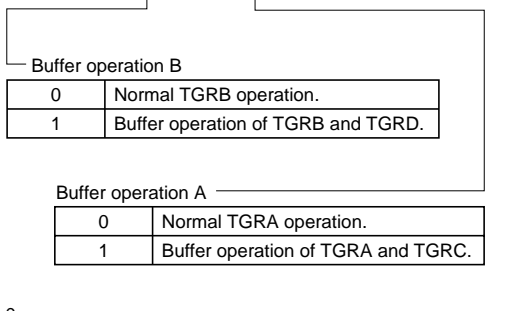 Buffer operation B
0 Normal TGRB operation.
1 Buffer operation of TGRB and TGRD.
Buffer operation A
0 Normal TGRA operation.
1 Buffer operation of TGRA and TGRC.